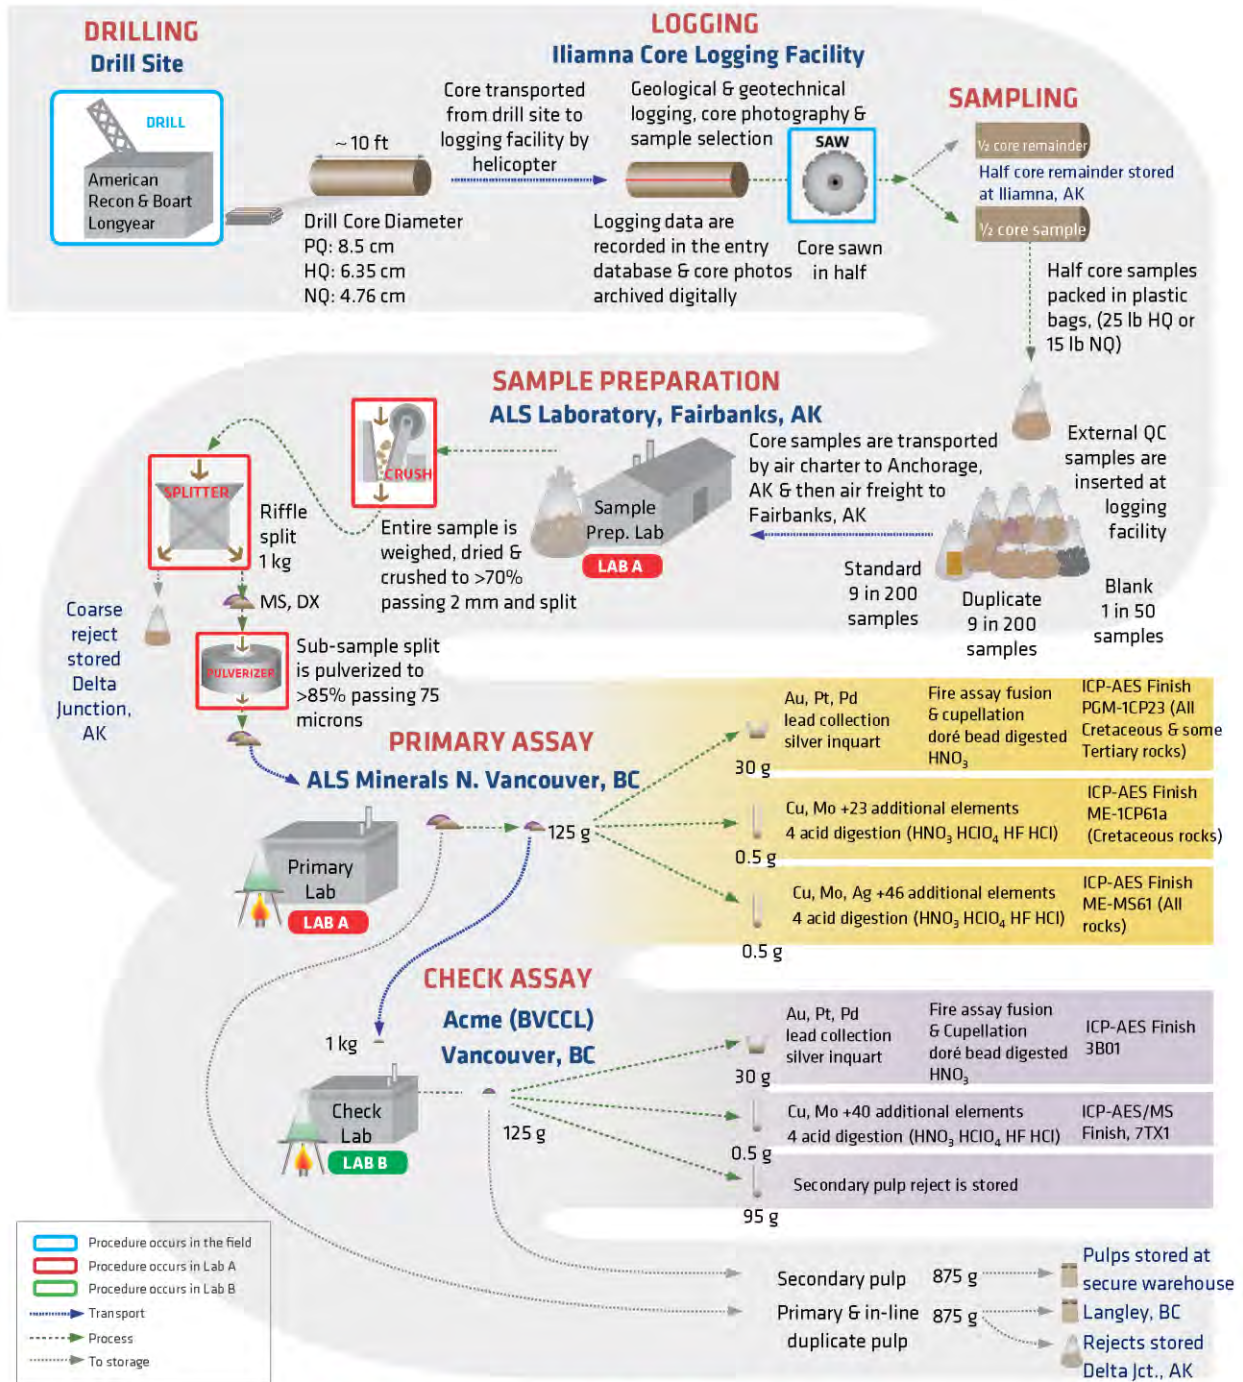 DRILLING
Drill Site
DRILL
American
Recon & Boart
Longyear
~ 10 ft
Drill Core Diameter
PQ: 8.5 cm
HQ: 6.35 cm
NQ: 4.76 cm
Core transported
from drill site to
logging facility by
helicopter
LOGGING
Iliamna Core Logging Facility
Geological & geotechnical
logging, core photography &
sample selection
SAW
Logging data are
recorded in the entry
database & core photos
archived digitally
Core sawn
in half
SAMPLING
½ core remainder
Half core remainder stored
at Iliamna, AK
½ core sample
Half core samples
packed in plastic
bags, (25 lb HQ or
15 lb NQ)
External QC
samples are
inserted at
logging
facility
Standard
9 in 200
samples
Duplicate
9 in 200
samples
Blank
1 in 50
samples
Core samples are transported
by air charter to Anchorage,
AK & then air freight to
Fairbanks, AK
SAMPLE PREPARATION
ALS Laboratory, Fairbanks, AK
Sample
Prep. Lab
LAB A
CRUSH
Entire sample is
weighed, dried &
crushed to >70%
passing 2 mm and split
SPLITTER
Riffle
split
1 kg
Coarse
reject
stored
Delta
Junction,
AK
MS, DX
PULVERIZER
Sub-sample split
is pulverized to
>85% passing 75
microns
PRIMARY ASSAY
ALS Minerals N. Vancouver, BC
Primary
Lab
LAB A
125 g
30 g
Au, Pt, Pd
lead collection
silver inquart
Fire assay fusion
& cupellation
doré bead digested
HNO₃
ICP-AES Finish
PGM-1CP23 (All
Cretaceous & some
Tertiary rocks)
0.5 g
Cu, Mo +23 additional elements
4 acid digestion (HNO₃ HClO₄ HF HCl)
ICP-AES Finish
ME-1CP61a
(Cretaceous rocks)
0.5 g
Cu, Mo, Ag +46 additional elements
4 acid digestion (HNO₃ HClO₄ HF HCl)
ICP-AES Finish
ME-MS61 (All
rocks)
CHECK ASSAY
Acme (BVCCL)
Vancouver, BC
1 kg
Check
Lab
LAB B
125 g
30 g
Au, Pt, Pd
lead collection
silver inquart
Fire assay fusion
& Cupellation
doré bead digested
HNO₃
ICP-AES Finish
3B01
0.5 g
Cu, Mo +40 additional elements
4 acid digestion (HNO₃ HClO₄ HF HCl)
ICP-AES/MS
Finish, 7TX1
95 g
Secondary pulp reject is stored
Secondary pulp
875 g
Pulps stored at
secure warehouse
Langley, BC
Primary & in-line
duplicate pulp
875 g
Rejects stored
Delta Jct., AK
Procedure occurs in the field
Procedure occurs in Lab A
Procedure occurs in Lab B
Transport
Process
To storage